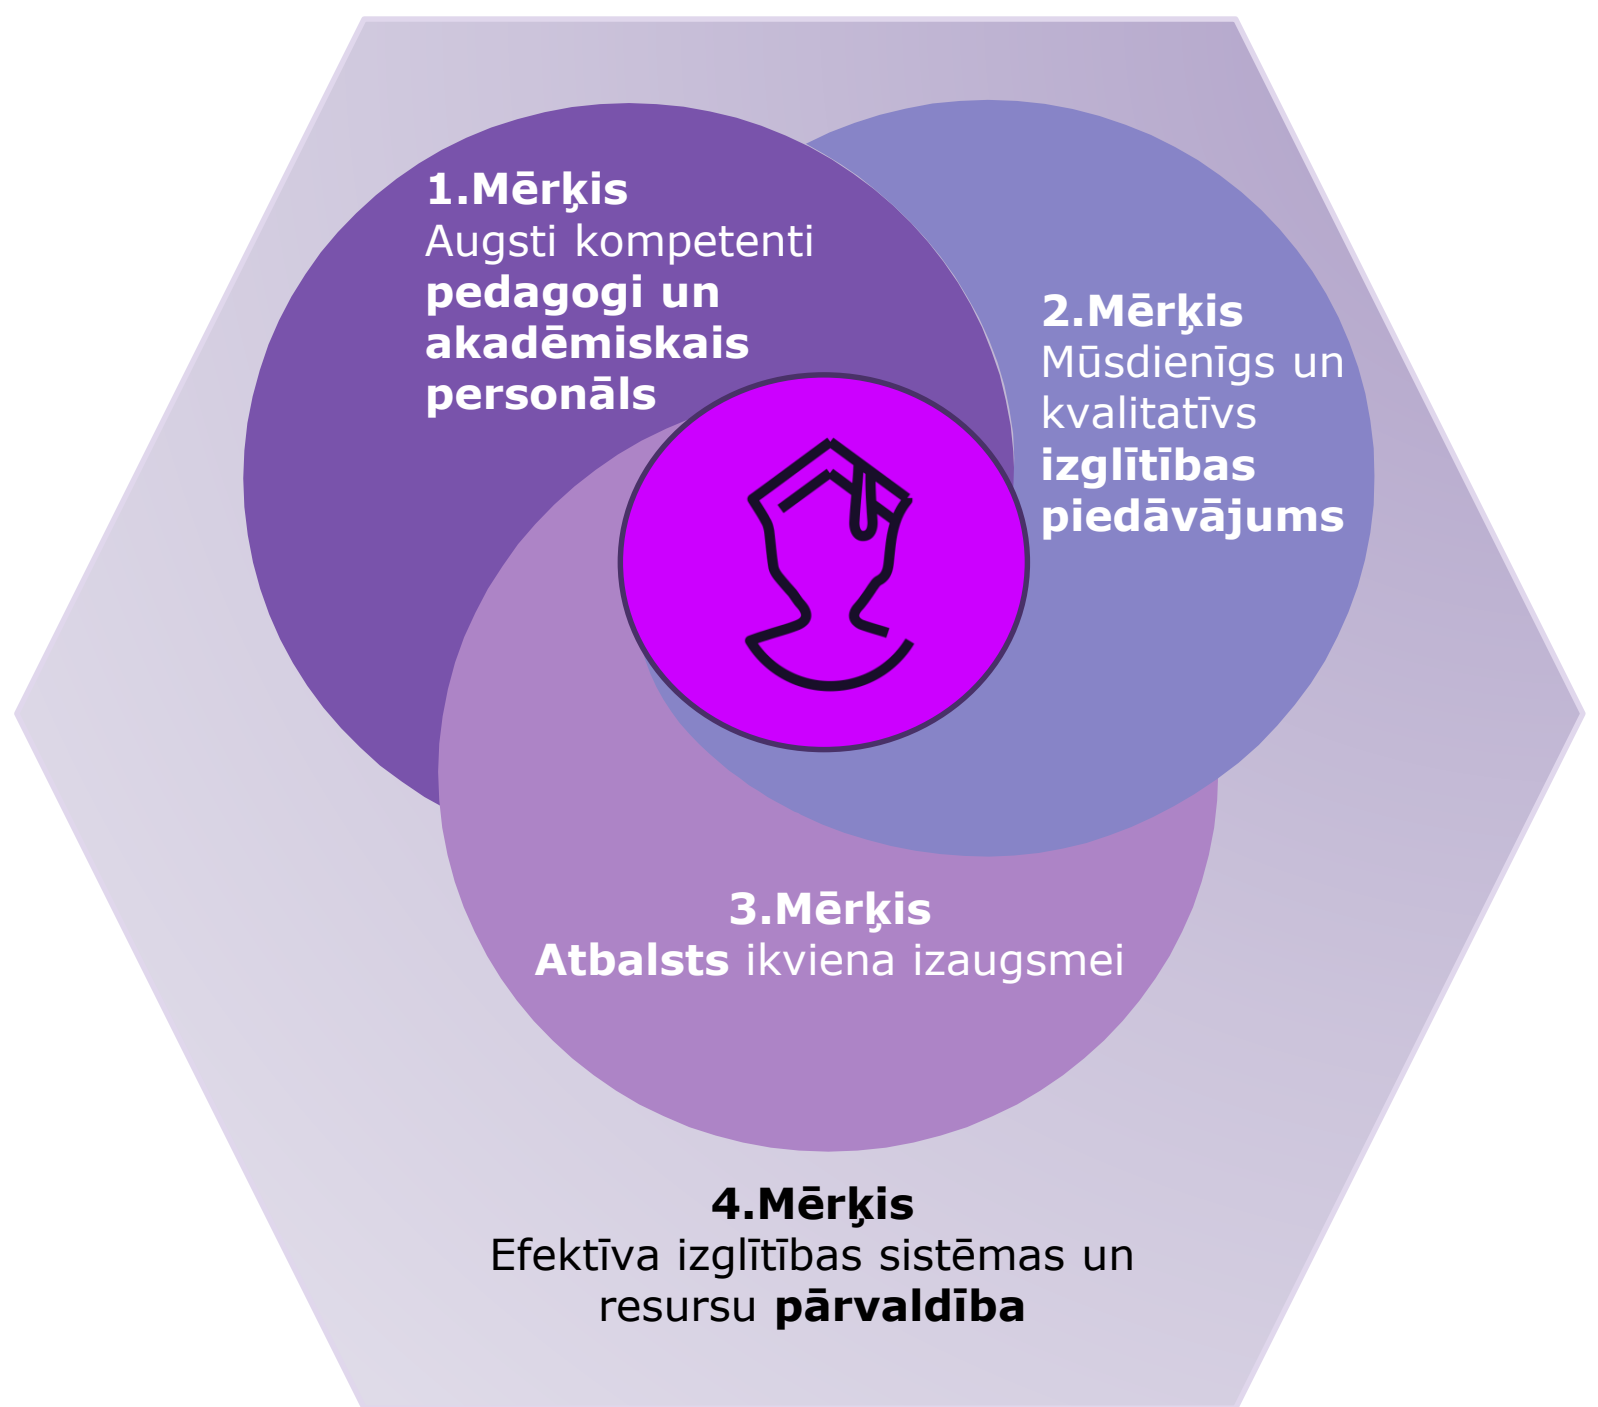 1.Mērķis
Augsti kompetenti
pedagogi un
akadēmiskais
personāls
2.Mērķis
Mūsdienīgs un
kvalitatīvs
izglītības
piedāvājums
3.Mērķis
Atbalsts ikviena izaugsmei
4.Mērķis
Efektīva izglītības sistēmas un
resursu pārvaldība